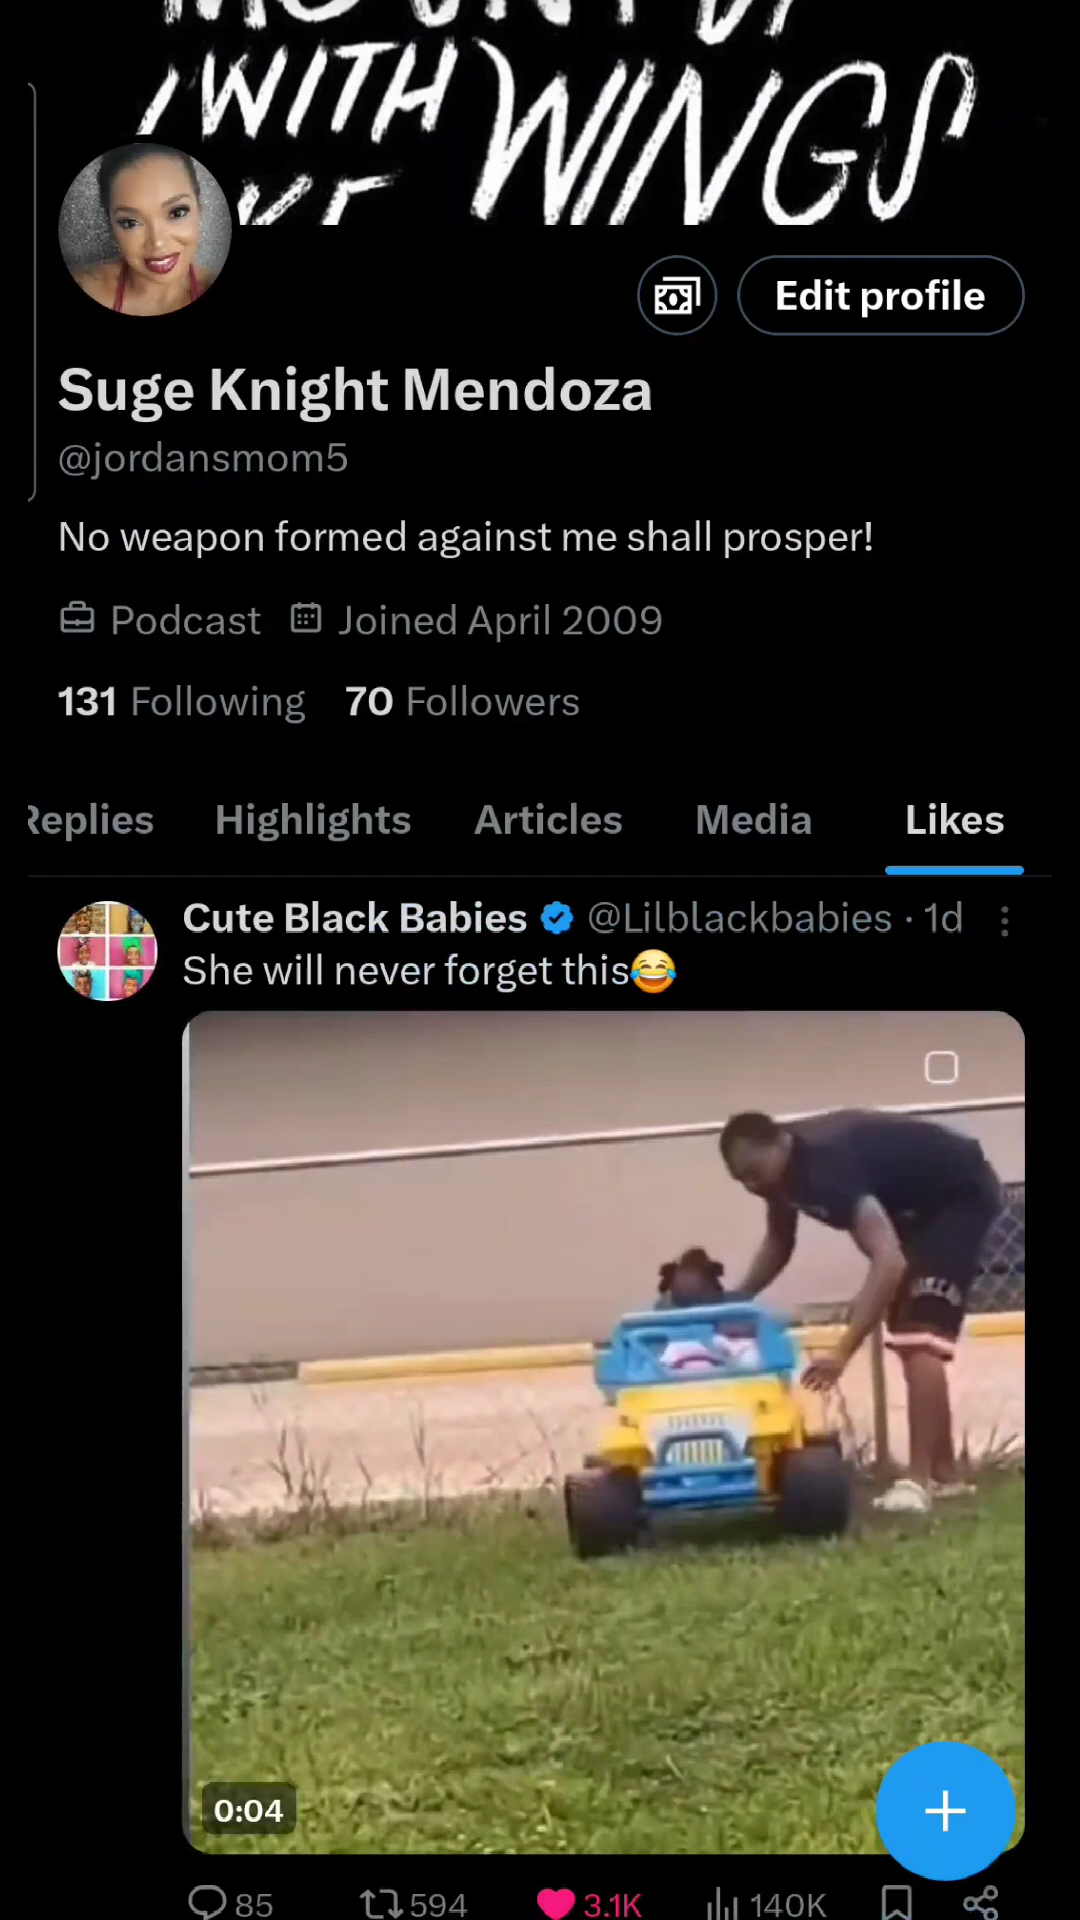 MOUNT UP
WITH WINGS
Edit profile
Suge Knight Mendoza
@jordansmom5
No weapon formed against me shall prosper!
Podcast Joined April 2009
131 Following 70 Followers
Replies Highlights Articles Media Likes
Cute Black Babies @Lilblackbabies · 1d
She will never forget this😂
0:04
85 594 3.1K 140K